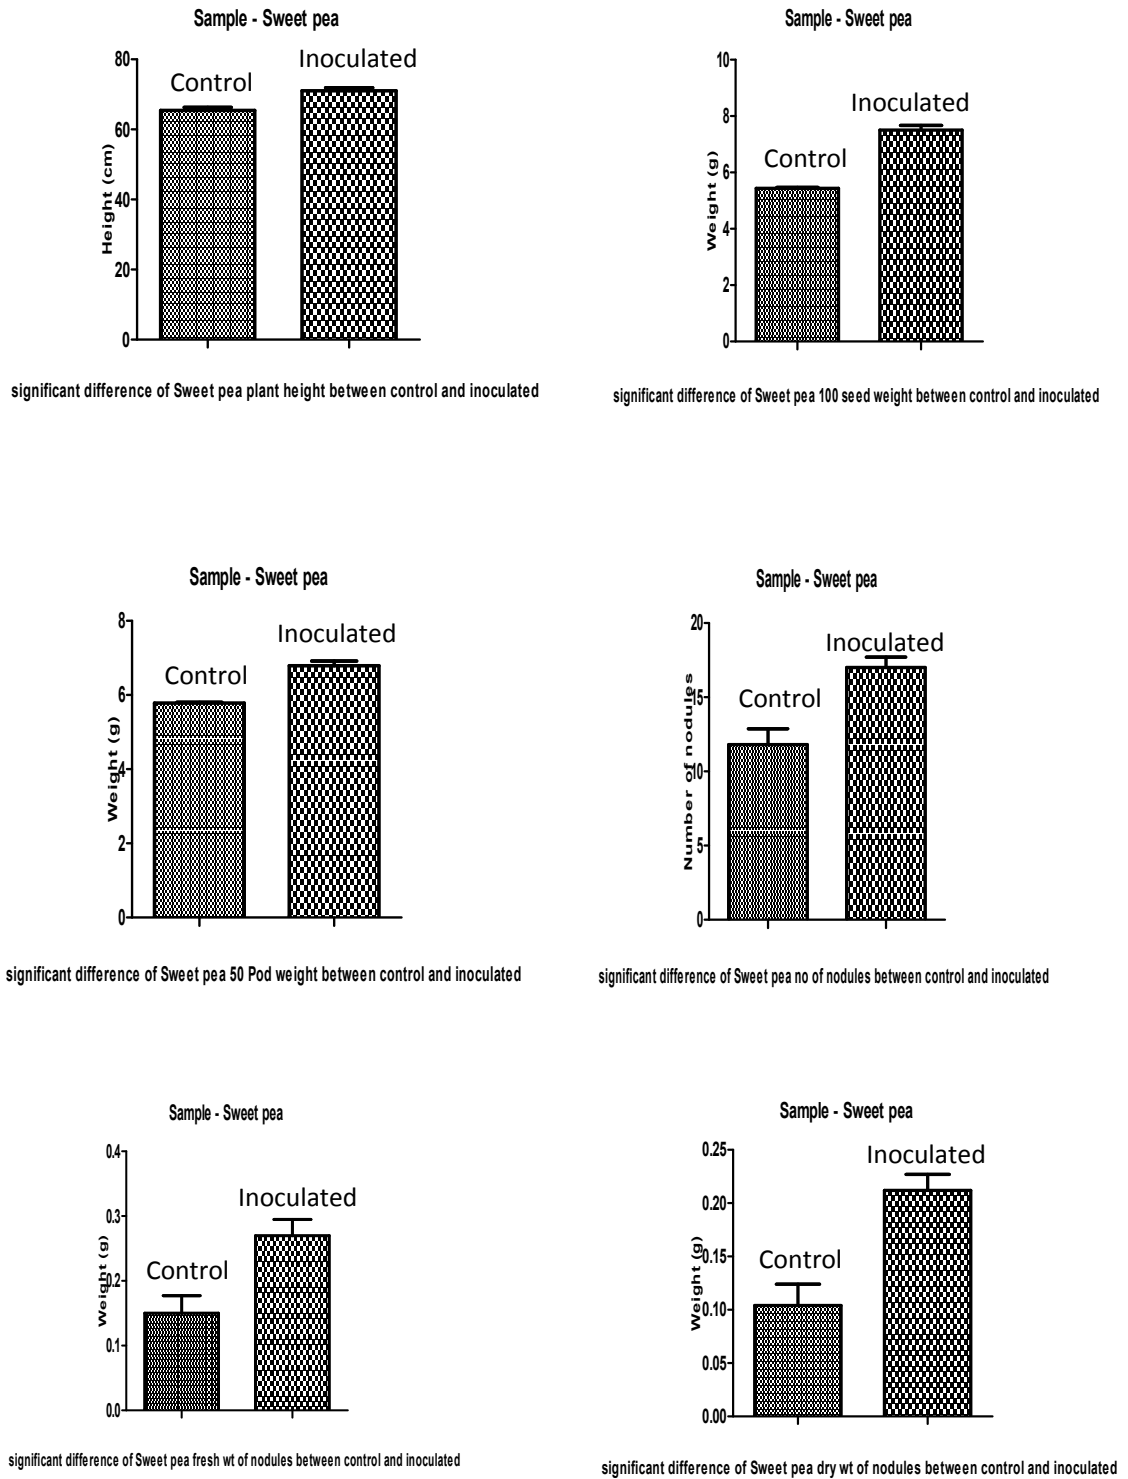 Sample - Sweet pea
Control
Inoculated
80
60
40
20
0
Height (cm)
significant difference of Sweet pea plant height between control and inoculated
Sample - Sweet pea
Control
Inoculated
10
8
6
4
2
0
Weight (g)
significant difference of Sweet pea 100 seed weight between control and inoculated
Sample - Sweet pea
Control
Inoculated
8
6
4
2
0
Weight (g)
significant difference of Sweet pea 50 Pod weight between control and inoculated
Sample - Sweet pea
Control
Inoculated
20
15
10
5
0
Number of nodules
significant difference of Sweet pea no of nodules between control and inoculated
Sample - Sweet pea
Control
Inoculated
0.4
0.3
0.2
0.1
0.0
Weight (g)
significant difference of Sweet pea fresh wt of nodules between control and inoculated
Sample - Sweet pea
Control
Inoculated
0.25
0.20
0.15
0.10
0.05
0.00
Weight (g)
significant difference of Sweet pea dry wt of nodules between control and inoculated